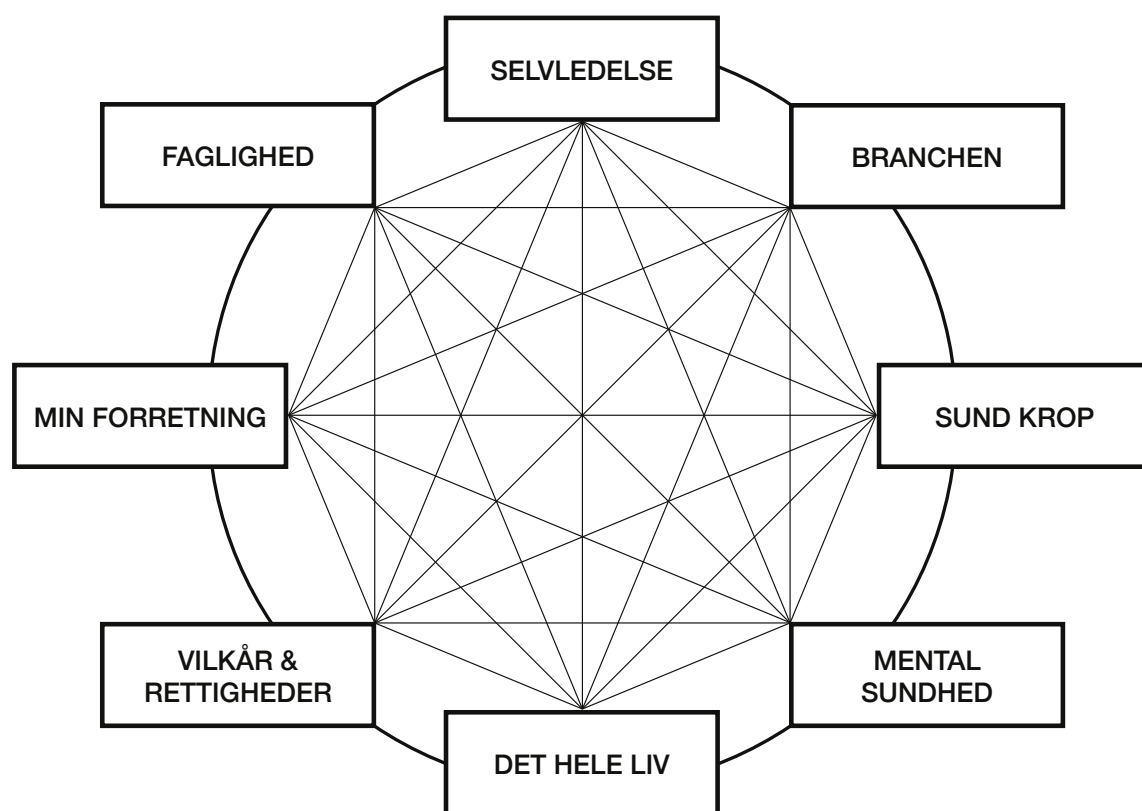 SELVLEDELSE
FAGLIGHED
BRANCHEN
MIN FORRETNING
SUND KROP
VILKÅR &
RETTIGHEDER
MENTAL
SUNDHED
DET HELE LIV